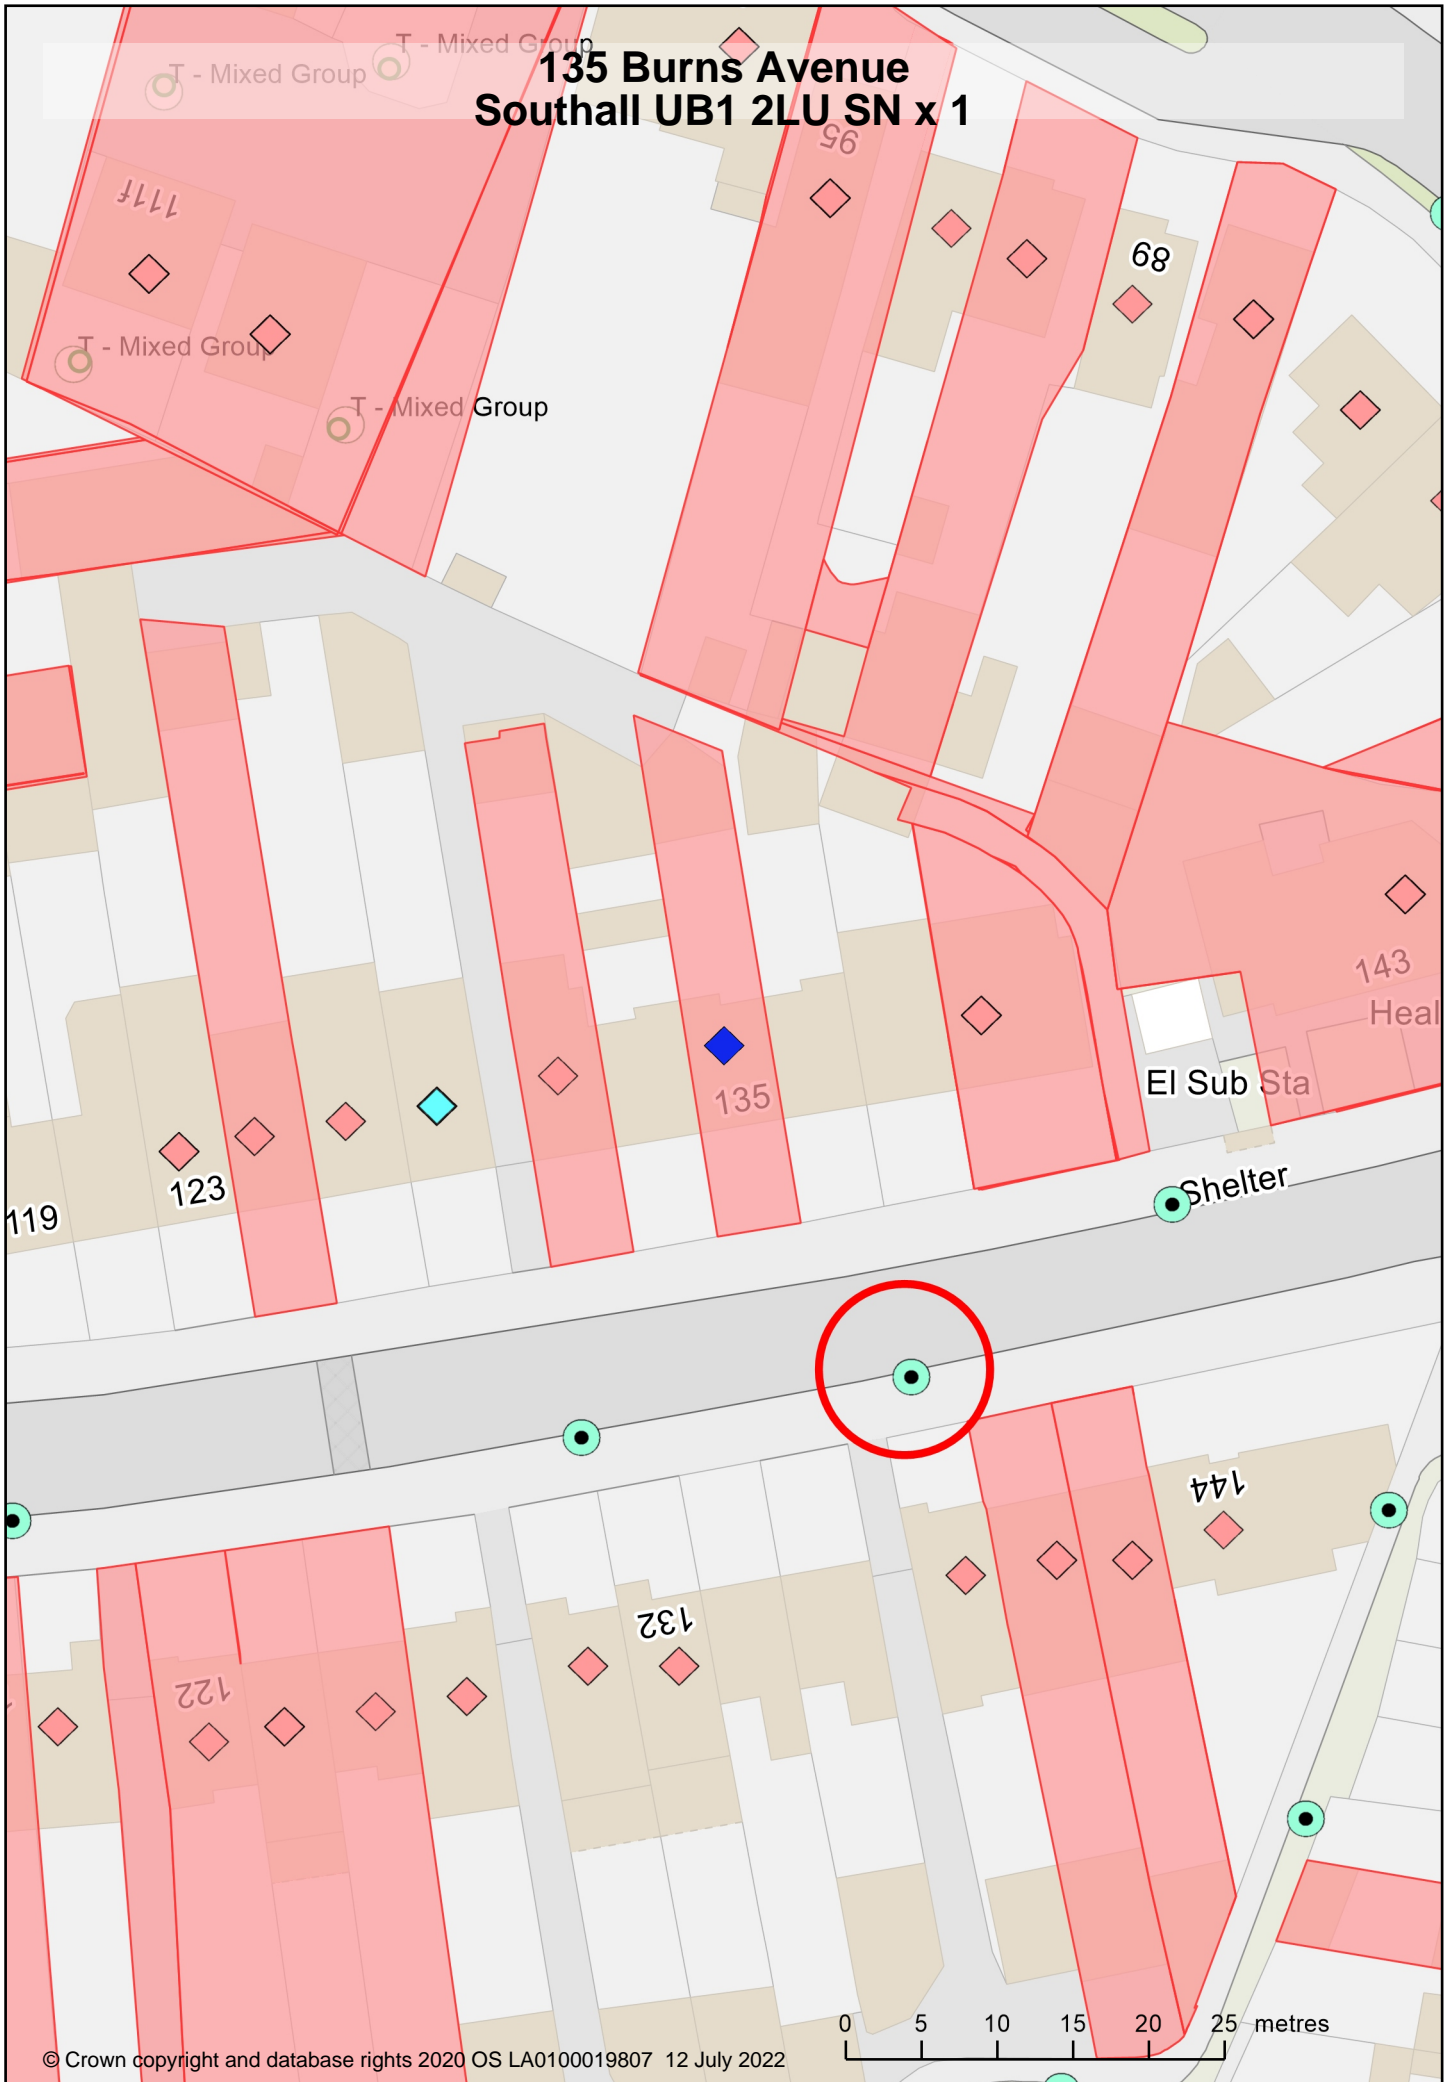 T - Mixed Group
T - Mixed Group
135 Burns Avenue
Southall UB1 2LU SN x 1
95
111f
89
T - Mixed Group
T - Mixed Group
143
Heal
El Sub Sta
135
123
119
Shelter
144
132
122
0 5 10 15 20 25 metres
© Crown copyright and database rights 2020 OS LA0100019807 12 July 2022